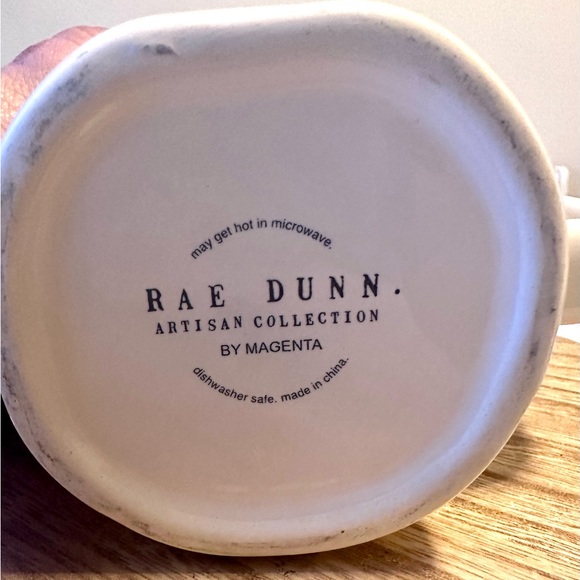 may get hot in microwave.
RAE DUNN.
ARTISAN COLLECTION
BY MAGENTA
dishwasher safe. made in china.